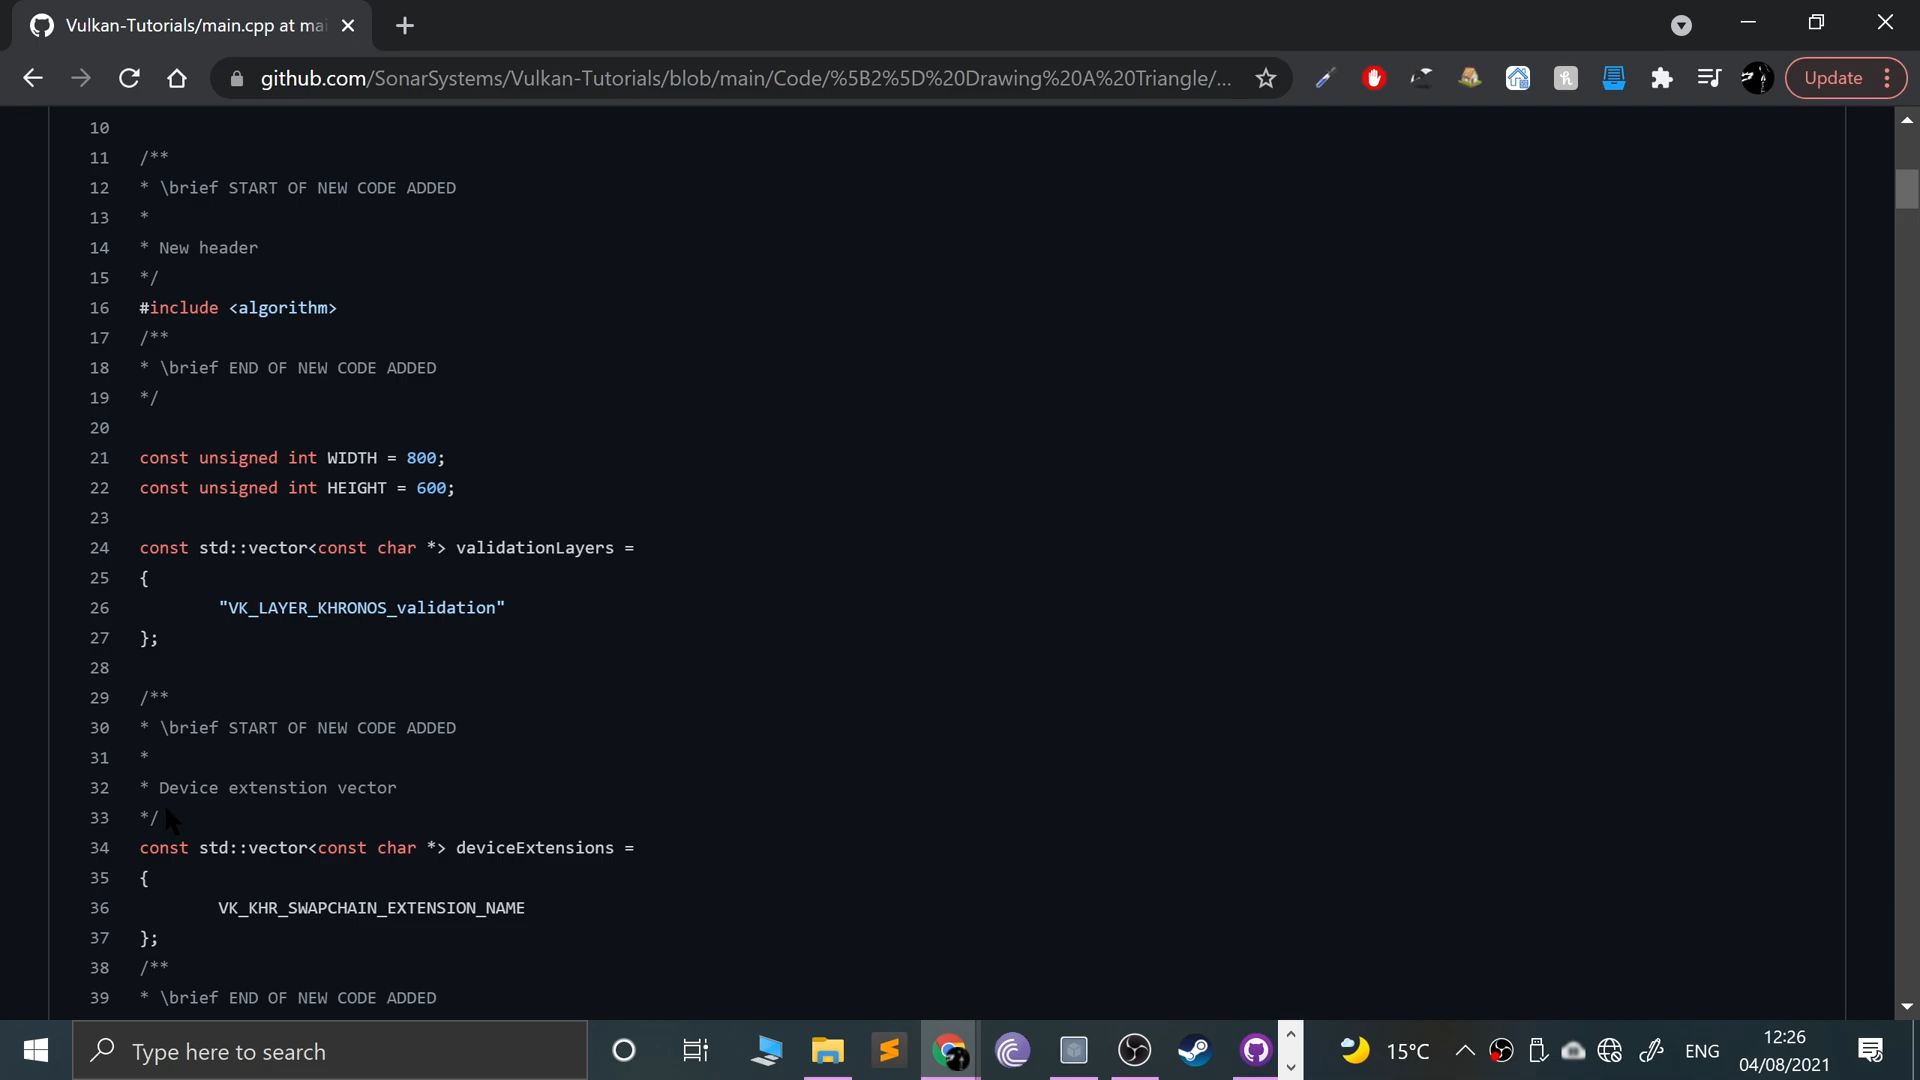 Vulkan-Tutorials/main.cpp at mai
github.com/SonarSystems/Vulkan-Tutorials/blob/main/Code/%5B2%5D%20Drawing%20A%20Triangle/...
Update
10
11 /**
12 * \brief START OF NEW CODE ADDED
13 *
14 * New header
15 */
16 #include <algorithm>
17 /**
18 * \brief END OF NEW CODE ADDED
19 */
20
21 const unsigned int WIDTH = 800;
22 const unsigned int HEIGHT = 600;
23
24 const std::vector<const char *> validationLayers =
25 {
26 "VK_LAYER_KHRONOS_validation"
27 };
28
29 /**
30 * \brief START OF NEW CODE ADDED
31 *
32 * Device extenstion vector
33 */
34 const std::vector<const char *> deviceExtensions =
35 {
36 VK_KHR_SWAPCHAIN_EXTENSION_NAME
37 };
38 /**
39 * \brief END OF NEW CODE ADDED
Type here to search
15°C
ENG
12:26
04/08/2021